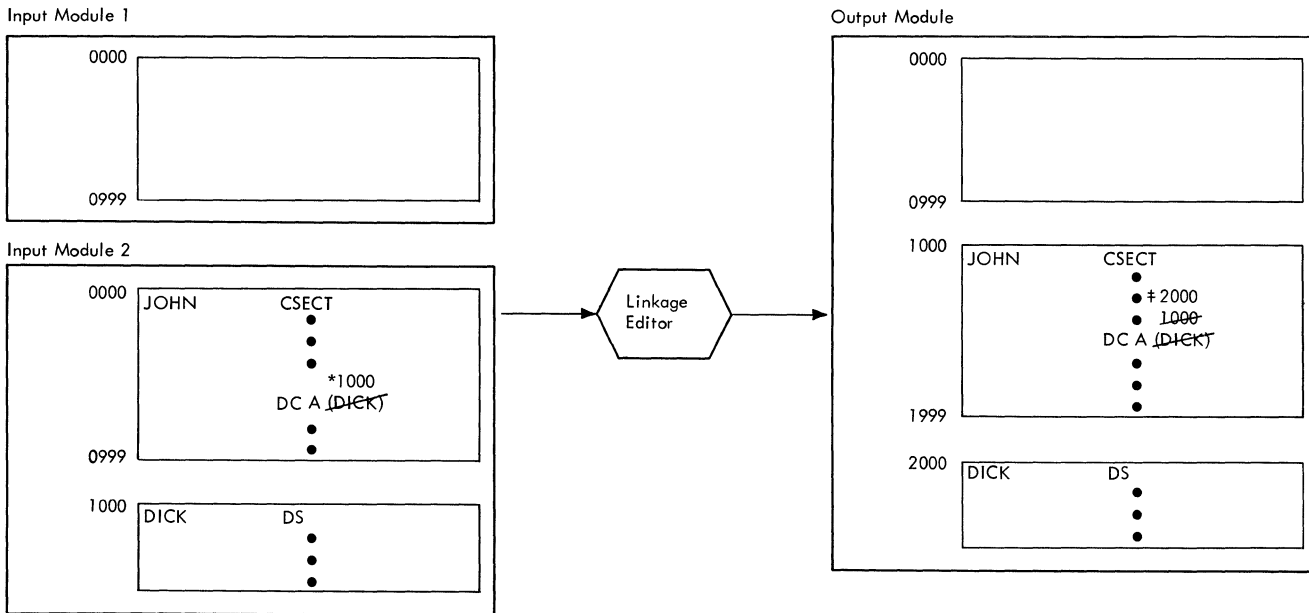 Input Module 1
0000
0999
Input Module 2
0000
JOHN CSECT
*1000
DC A (DICK)
0999
1000
DICK DS
Linkage
Editor
Output Module
0000
0999
1000
JOHN CSECT
‡ 2000
1000
DC A (DICK)
1999
2000
DICK DS